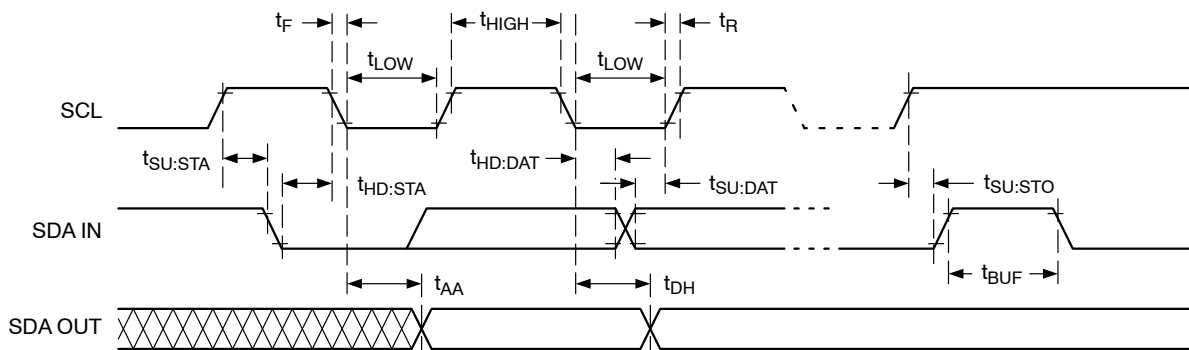 tF
tHIGH
tR
tLOW
tLOW
SCL
tSU:STA
tHD:STA
tHD:DAT
tSU:DAT
tSU:STO
SDA IN
tAA
tDH
tBUF
SDA OUT